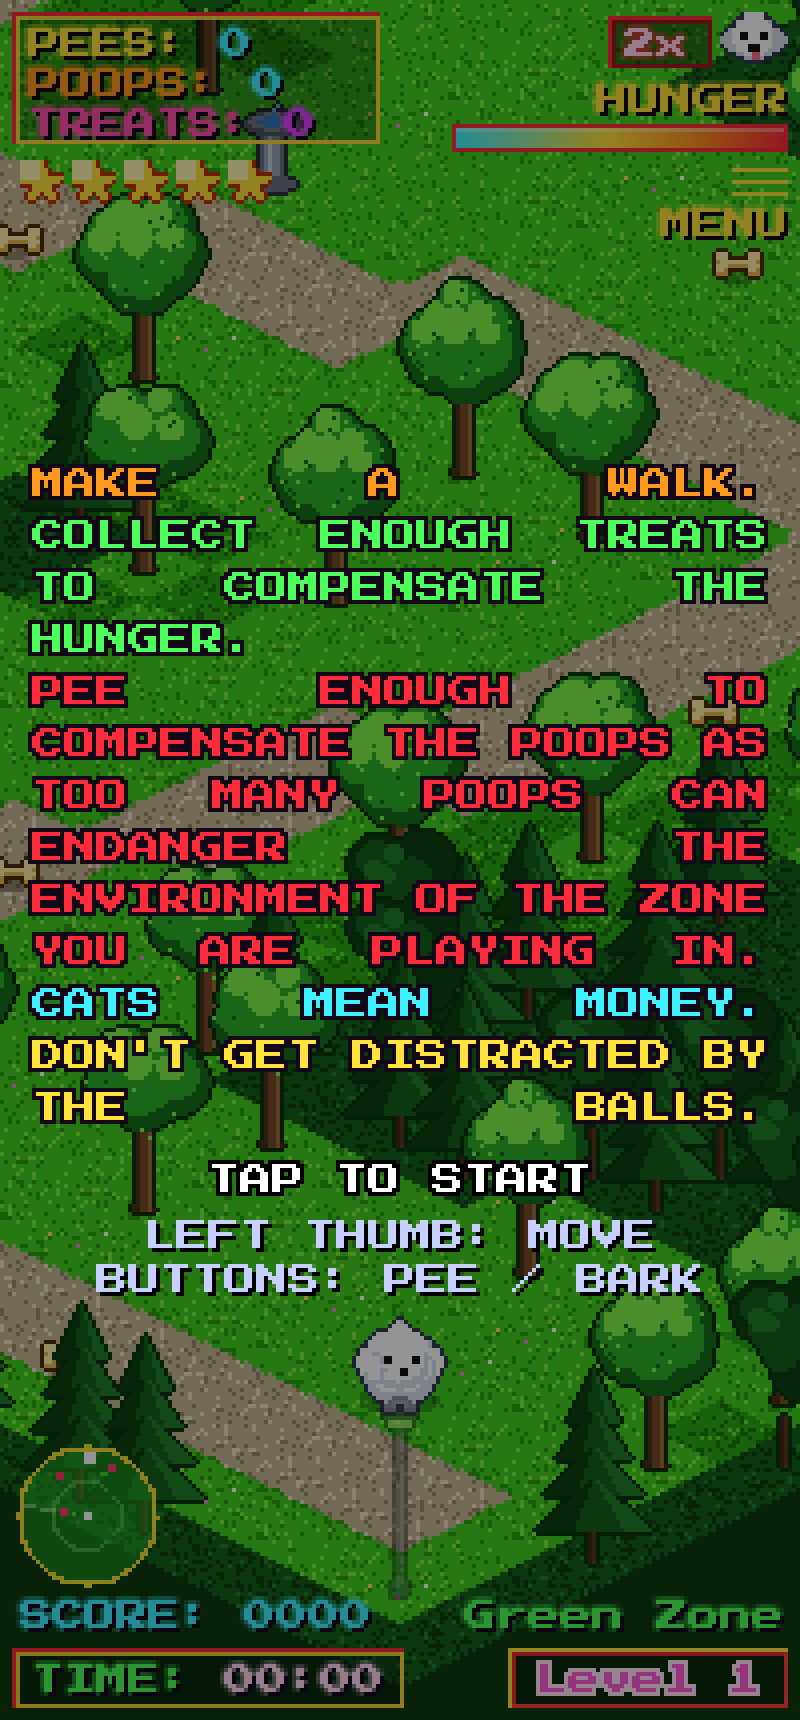 PEES: 0
2x
POOPS: 0
HUNGER
TREATS: 0
MENU
MAKE A WALK.
COLLECT ENOUGH TREATS
TO COMPENSATE THE
HUNGER.
PEE ENOUGH TO
COMPENSATE THE POOPS AS
TOO MANY POOPS CAN
ENDANGER THE
ENVIRONMENT OF THE ZONE
YOU ARE PLAYING IN.
CATS MEAN MONEY.
DON'T GET DISTRACTED BY
THE BALLS.
TAP TO START
LEFT THUMB: MOVE
BUTTONS: PEE / BARK
SCORE: 0000
Green Zone
TIME: 00:00
Level 1